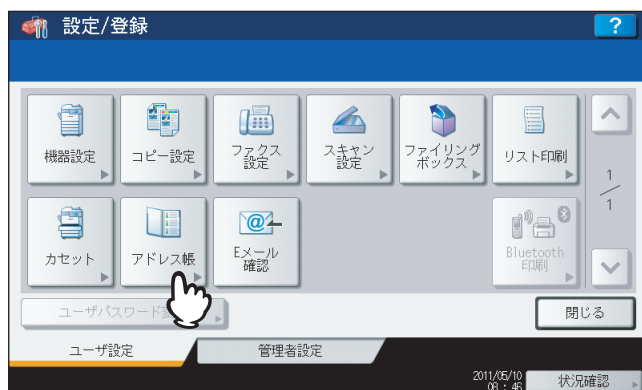 設定/登録
?
機器設定
コピー設定
ファクス
設定
スキャン
設定
ファイリング
ボックス
リスト印刷
1
1
カセット
アドレス帳
@
Eメール
確認
Bluetooth
印刷
ユーザパスワード
閉じる
ユーザ設定
管理者設定
2011/05/10
08 : 46
状況確認